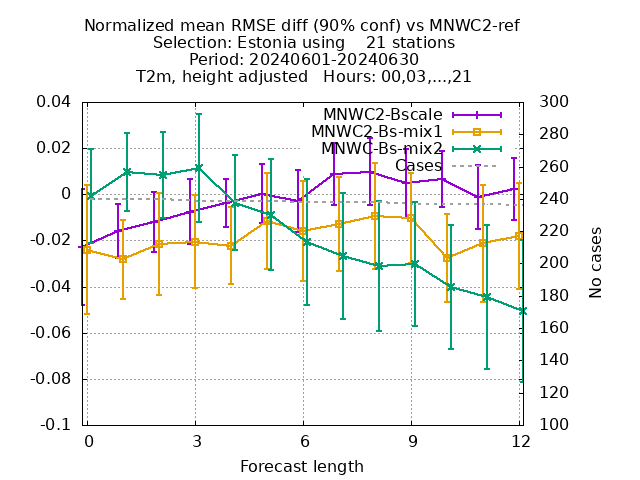 Normalized mean RMSE diff (90% conf) vs MNWC2-ref
Selection: Estonia using    21 stations
Period: 20240601-20240630
T2m, height adjusted   Hours: 00,03,...,21
MNWC2-Bscale
MNWC2-Bs-mix1
MNWC-Bs-mix2
Cases
0.04
0.02
0
-0.02
-0.04
-0.06
-0.08
-0.1
300
280
260
240
220
200
180
160
140
120
100
No cases
0 3 6 9 12
Forecast length